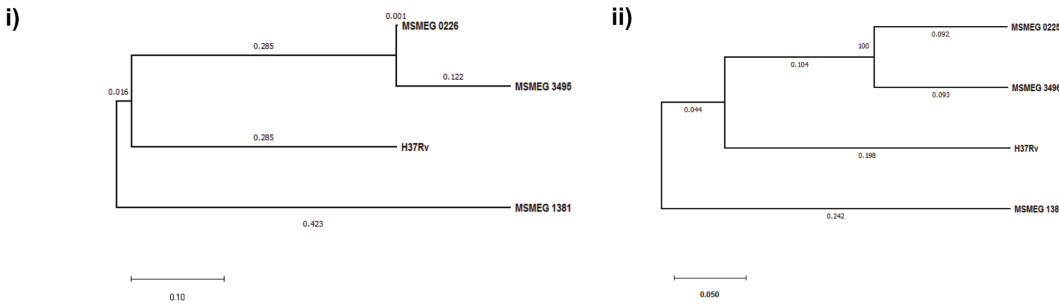 i)
0.001
MSMEG 0226
0.285
0.122
MSMEG 3495
0.016
0.285
H37Rv
MSMEG 1381
0.423
0.10
ii)
MSMEG 0225
0.092
100
0.104
MSMEG 3496
0.093
0.044
H37Rv
0.198
MSMEG 138
0.242
0.050